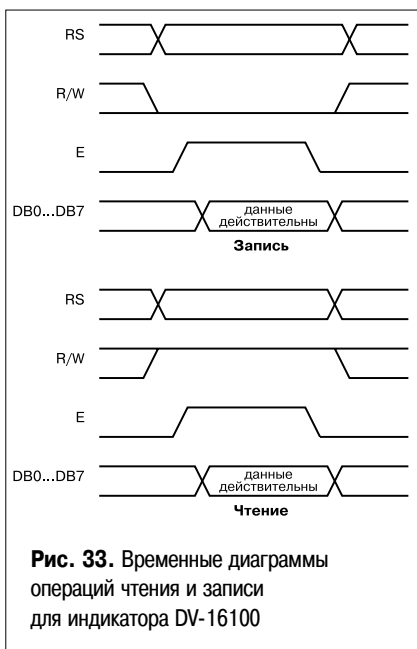 RS
R/W
E
DB0...DB7
данные
действительны
Запись
RS
R/W
E
DB0...DB7
данные
действительны
Чтение
Рис. 33. Временные диаграммы
операций чтения и записи
для индикатора DV-16100